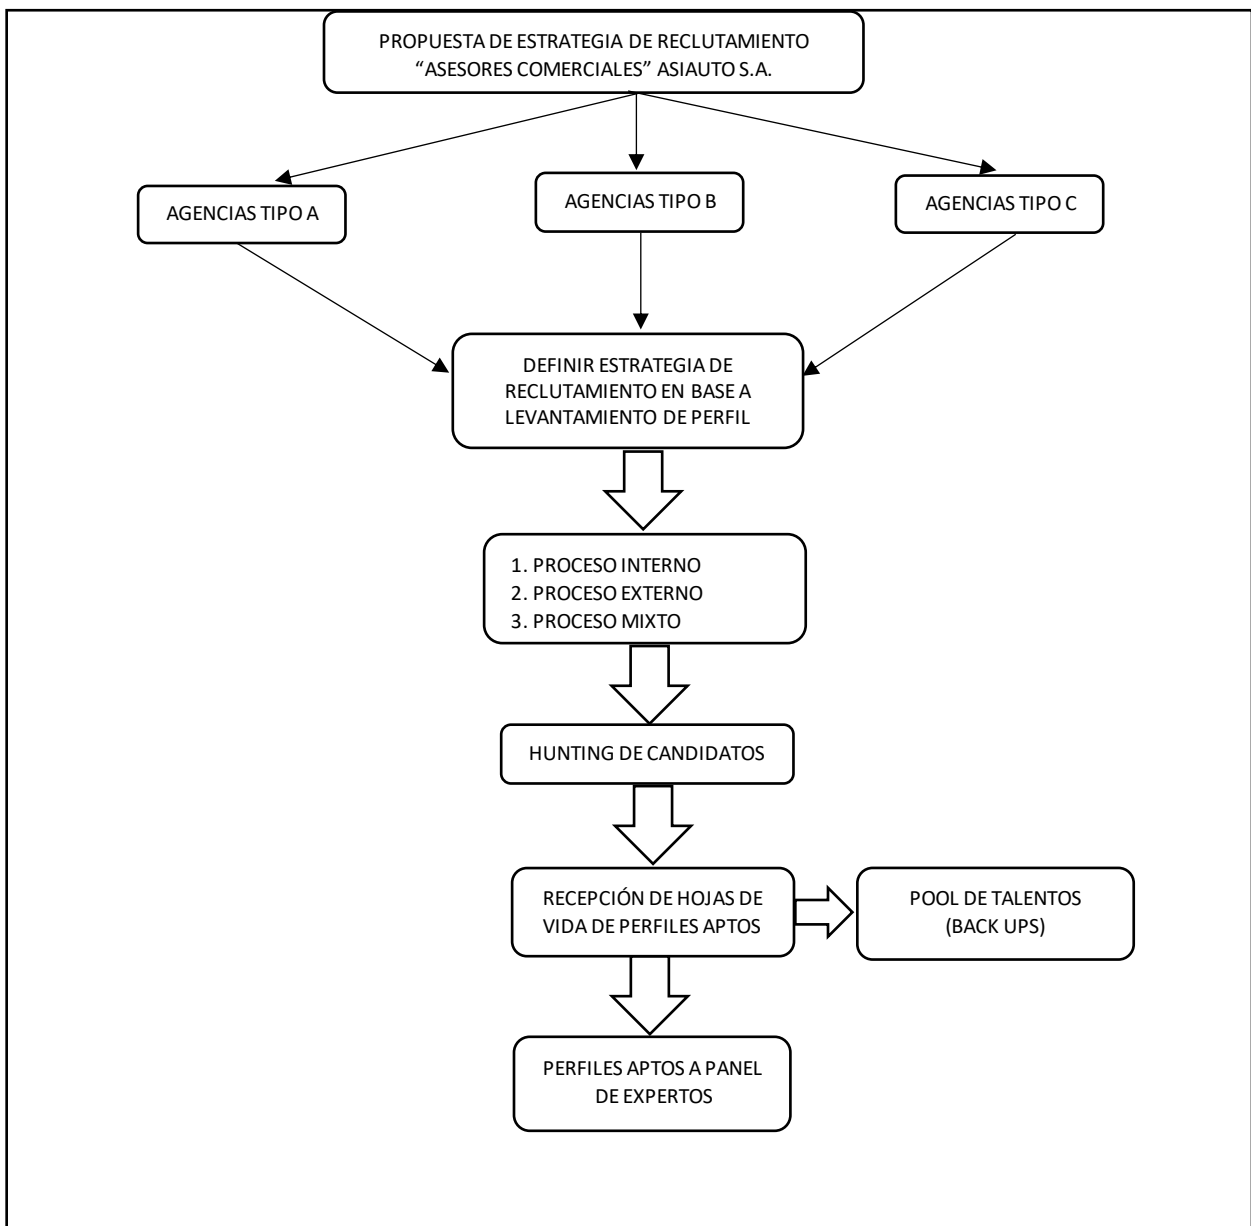 PROPUESTA DE ESTRATEGIA DE RECLUTAMIENTO
“ASESORES COMERCIALES” ASIAUTO S.A.
AGENCIAS TIPO A
AGENCIAS TIPO B
AGENCIAS TIPO C
DEFINIR ESTRATEGIA DE
RECLUTAMIENTO EN BASE A
LEVANTAMIENTO DE PERFIL
1. PROCESO INTERNO
2. PROCESO EXTERNO
3. PROCESO MIXTO
HUNTING DE CANDIDATOS
RECEPCIÓN DE HOJAS DE
VIDA DE PERFILES APTOS
POOL DE TALENTOS
(BACK UPS)
PERFILES APTOS A PANEL
DE EXPERTOS